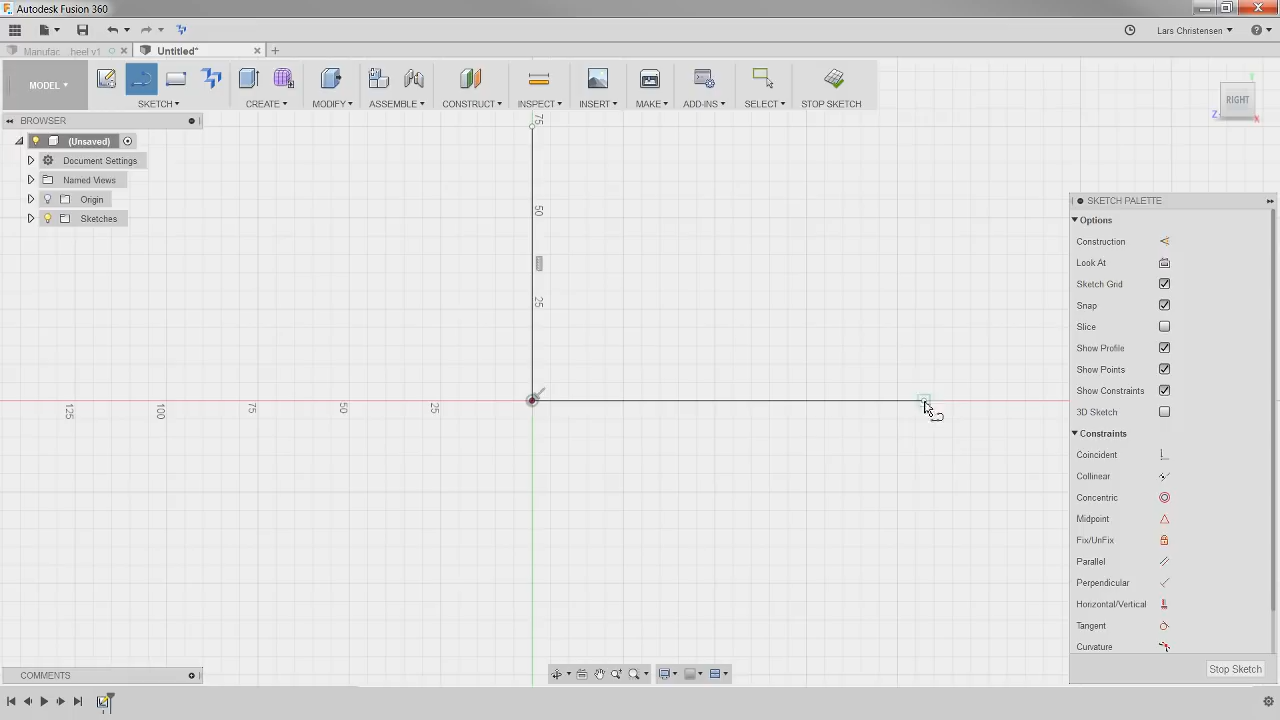 Autodesk Fusion 360
Lars Christensen
Manufac...heel v1
Untitled*
MODEL
SKETCH
CREATE
MODIFY
ASSEMBLE
CONSTRUCT
INSPECT
INSERT
MAKE
ADD-INS
SELECT
STOP SKETCH
RIGHT
Z
X
BROWSER
(Unsaved)
Document Settings
Named Views
Origin
Sketches
75
50
25
125
100
75
50
25
SKETCH PALETTE
Options
Construction
Look At
Sketch Grid
Snap
Slice
Show Profile
Show Points
Show Constraints
3D Sketch
Constraints
Coincident
Collinear
Concentric
Midpoint
Fix/UnFix
Parallel
Perpendicular
Horizontal/Vertical
Tangent
Curvature
Stop Sketch
COMMENTS